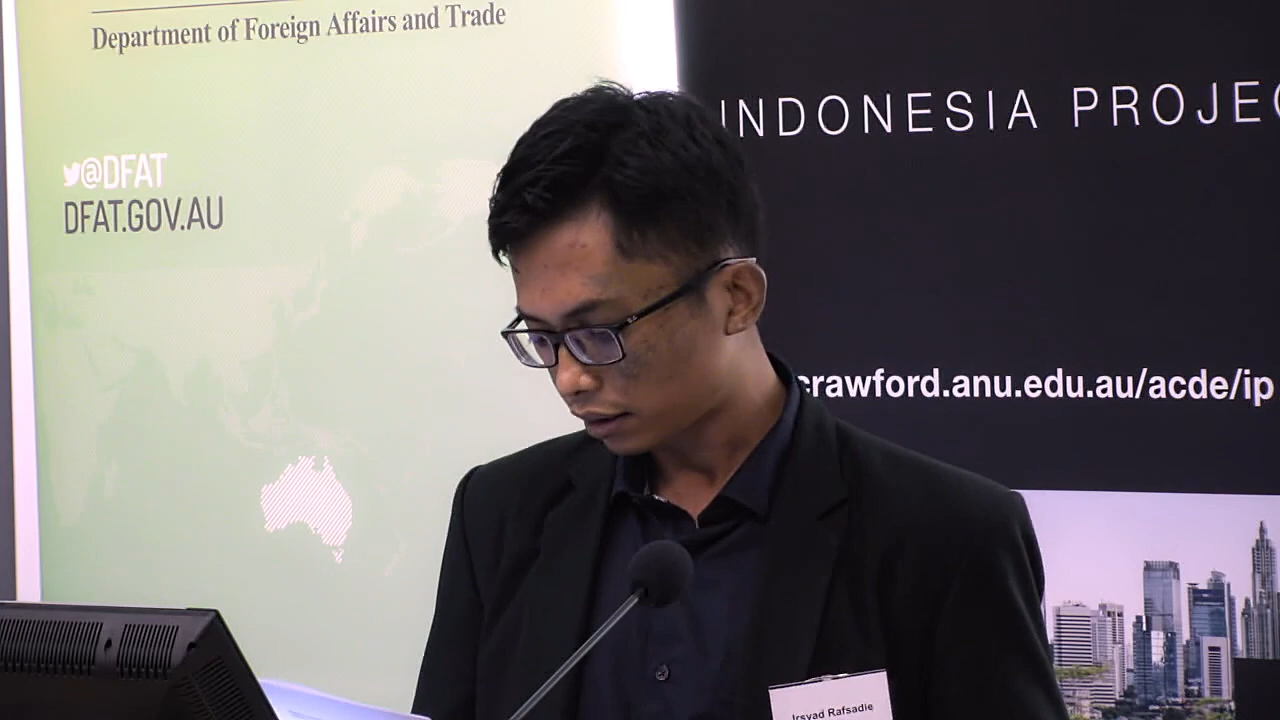 Department of Foreign Affairs and Trade
@DFAT
DFAT.GOV.AU
INDONESIA PROJEC
crawford.anu.edu.au/acde/ip
Irsyad Rafsadie